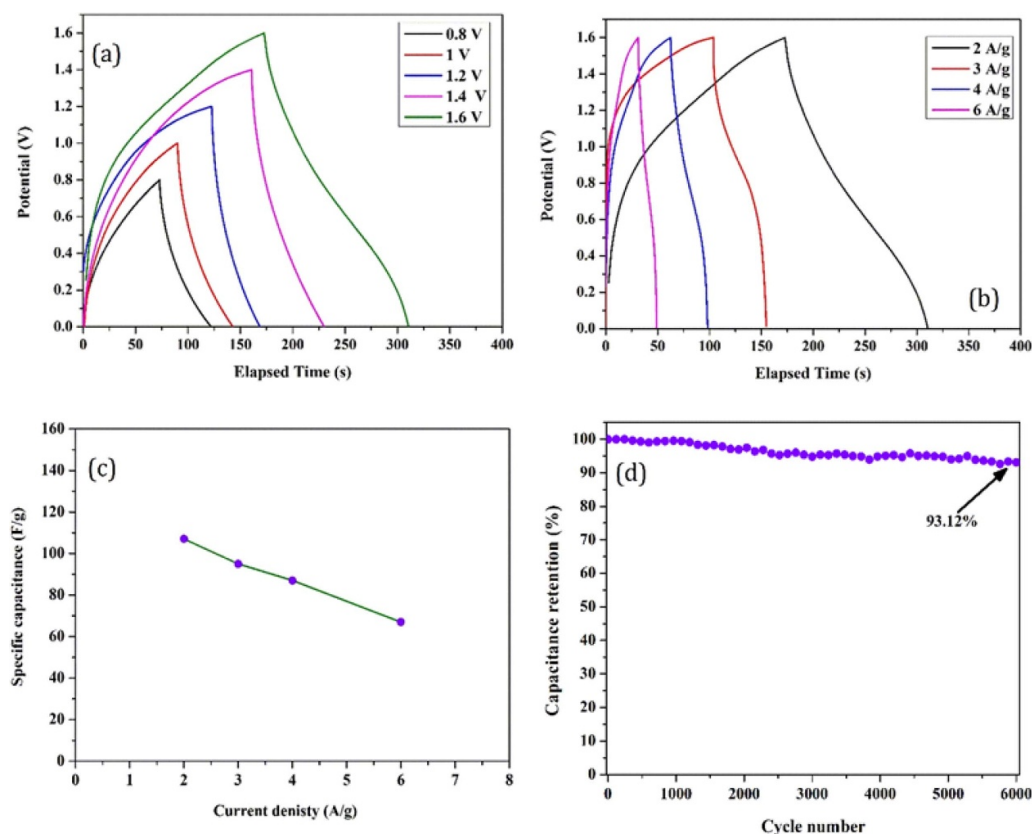 (a)
0.8 V
1 V
1.2 V
1.4 V
1.6 V
Potential (V)
1.6
1.4
1.2
1.0
0.8
0.6
0.4
0.2
0.0
0 50 100 150 200 250 300 350 400
Elapsed Time (s)
(b)
2 A/g
3 A/g
4 A/g
6 A/g
Potential (V)
1.6
1.4
1.2
1.0
0.8
0.6
0.4
0.2
0.0
0 50 100 150 200 250 300 350 400
Elapsed Time (s)
(c)
Specific capacitance (F/g)
160
140
120
100
80
60
40
20
0
0 1 2 3 4 5 6 7 8
Current denisty (A/g)
(d)
Capacitance retention (%)
100
90
80
70
60
50
40
30
20
10
0
93.12%
0 1000 2000 3000 4000 5000 6000
Cycle number